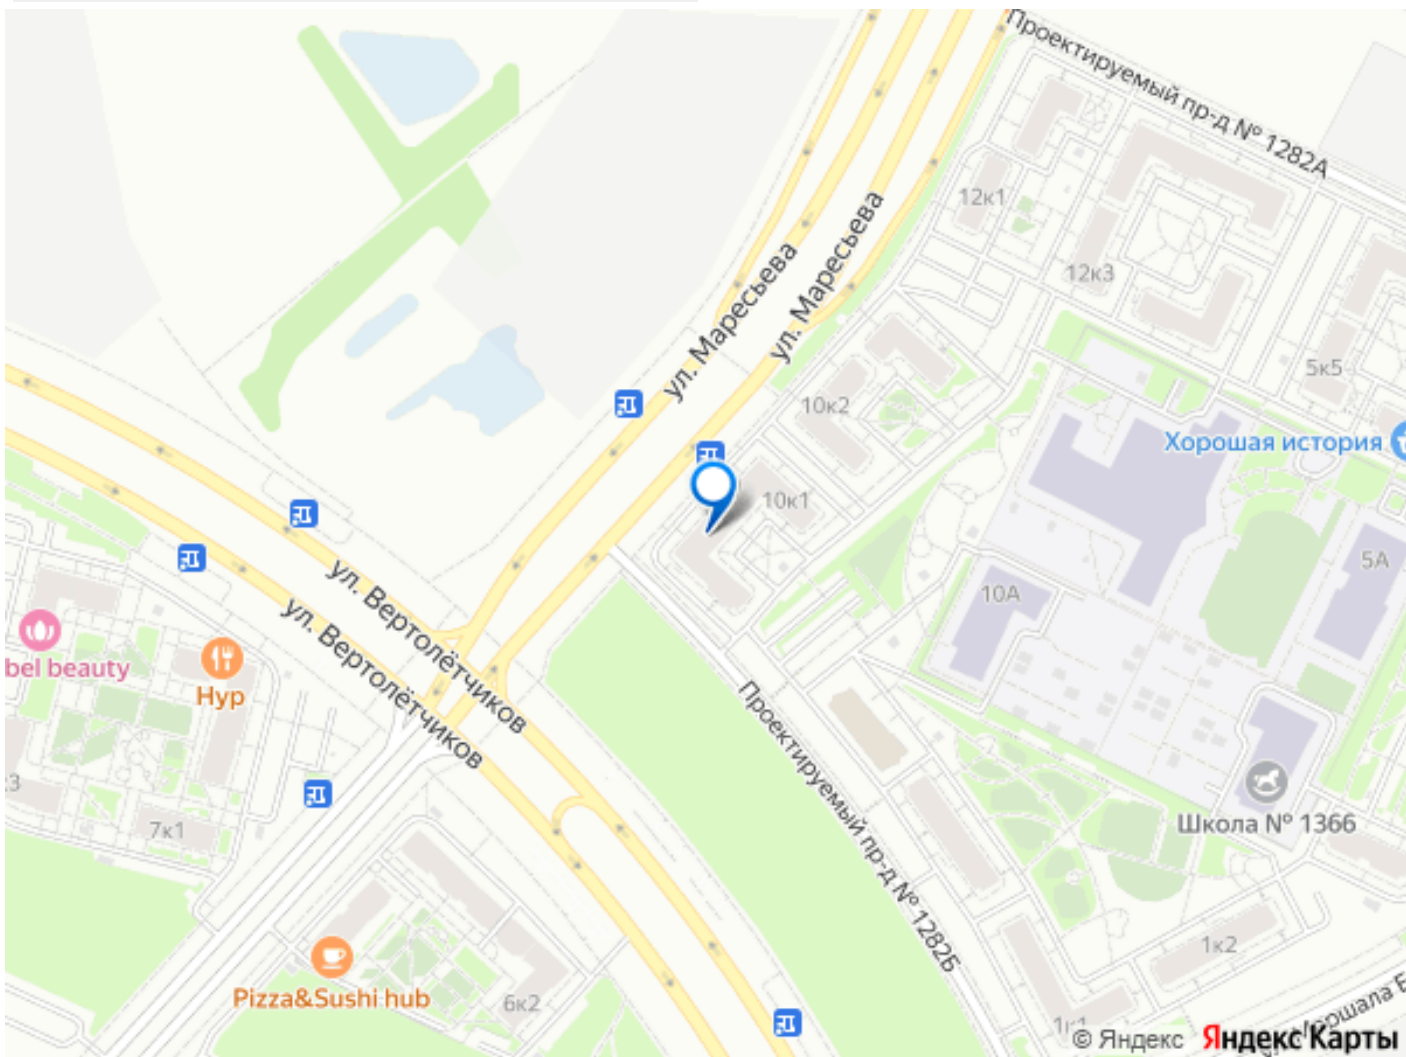 Проектируемый пр-д № 1282А
12к1
ул. Маресьева
ул. Маресьева
12к3
5к5
10к2
Хорошая история
10к1
5А
ул. Вертолётчиков
10А
ул. Вертолётчиков
bel beauty
Нур
Проектируемый пр-д № 1282Б
7к1
Школа № 1366
1к2
Pizza&Sushi hub
6к2
1к1
© Яндекс Яндекс Карты